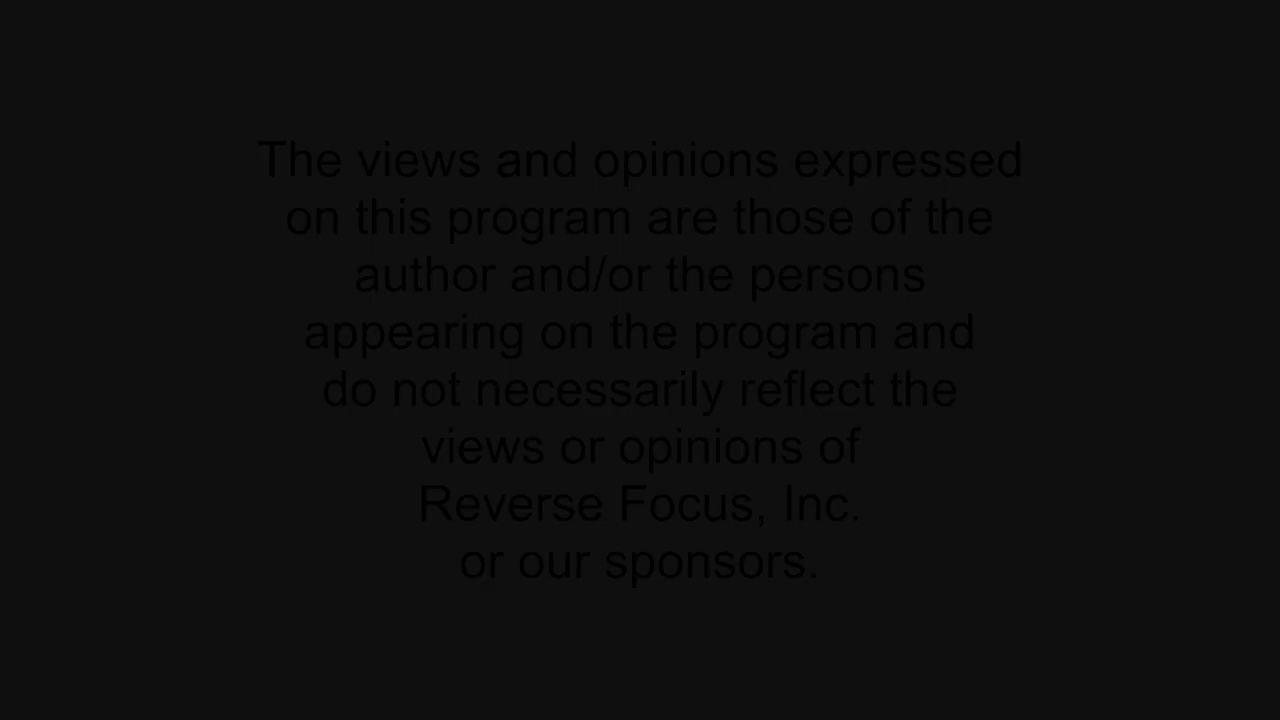 The views and opinions expressed
on this program are those of the
author and/or the persons
appearing on the program and
do not necessarily reflect the
views or opinions of
Reverse Focus, Inc.
or our sponsors.